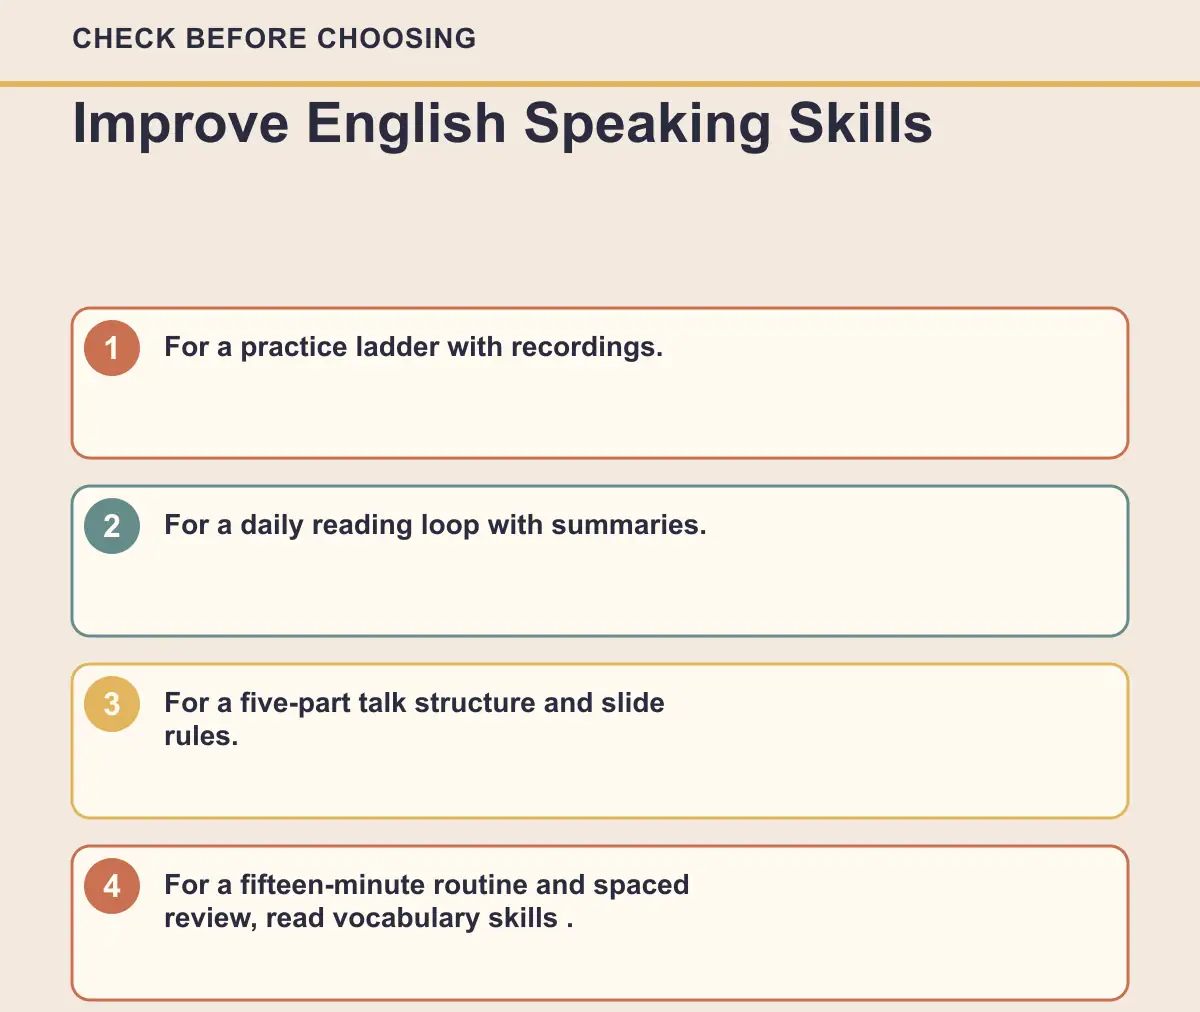 CHECK BEFORE CHOOSING
Improve English Speaking Skills
1 For a practice ladder with recordings.
2 For a daily reading loop with summaries.
3 For a five-part talk structure and slide
rules.
4 For a fifteen-minute routine and spaced
review, read vocabulary skills .